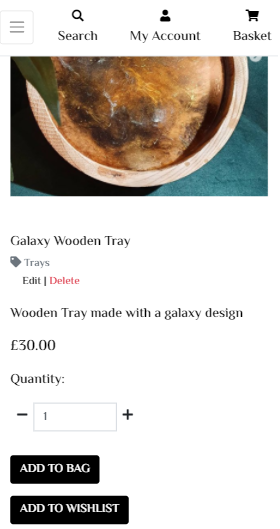 Search My Account Basket
Galaxy Wooden Tray
Trays
Edit | Delete
Wooden Tray made with a galaxy design
£30.00
Quantity:
1
ADD TO BAG
ADD TO WISHLIST